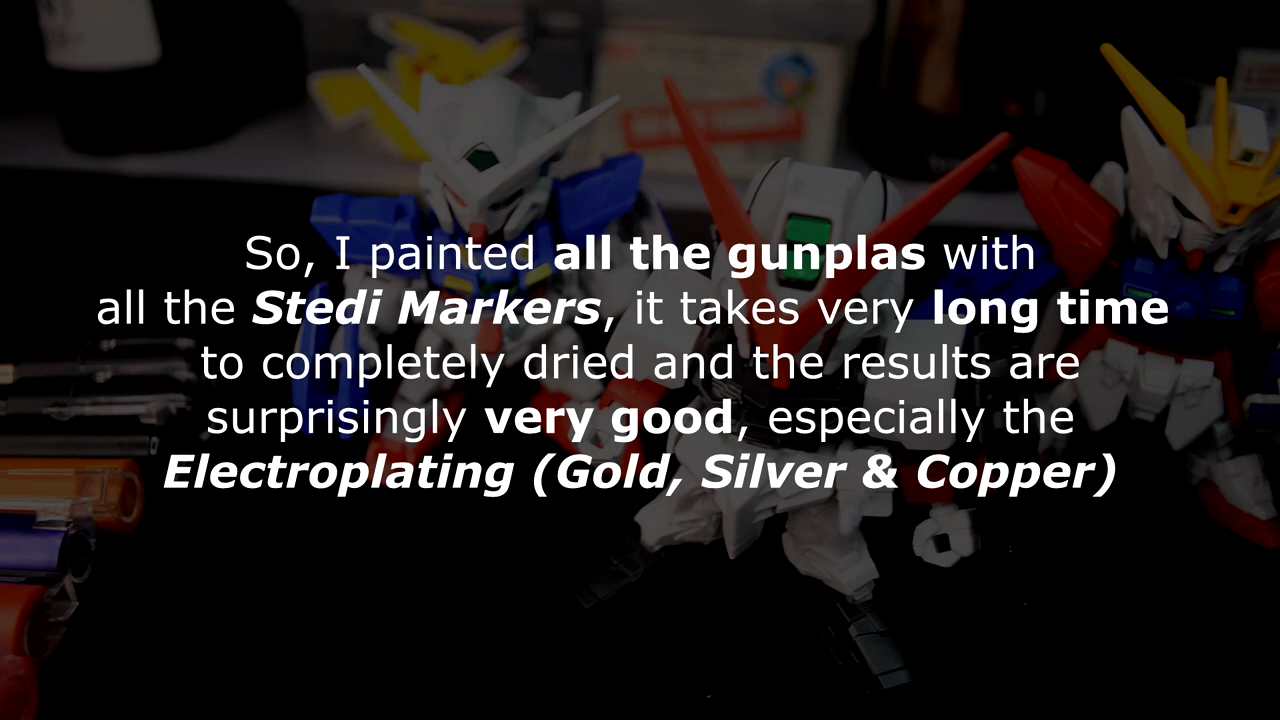 So, I painted all the gunplas with
all the Stedi Markers, it takes very long time
to completely dried and the results are
surprisingly very good, especially the
Electroplating (Gold, Silver & Copper)